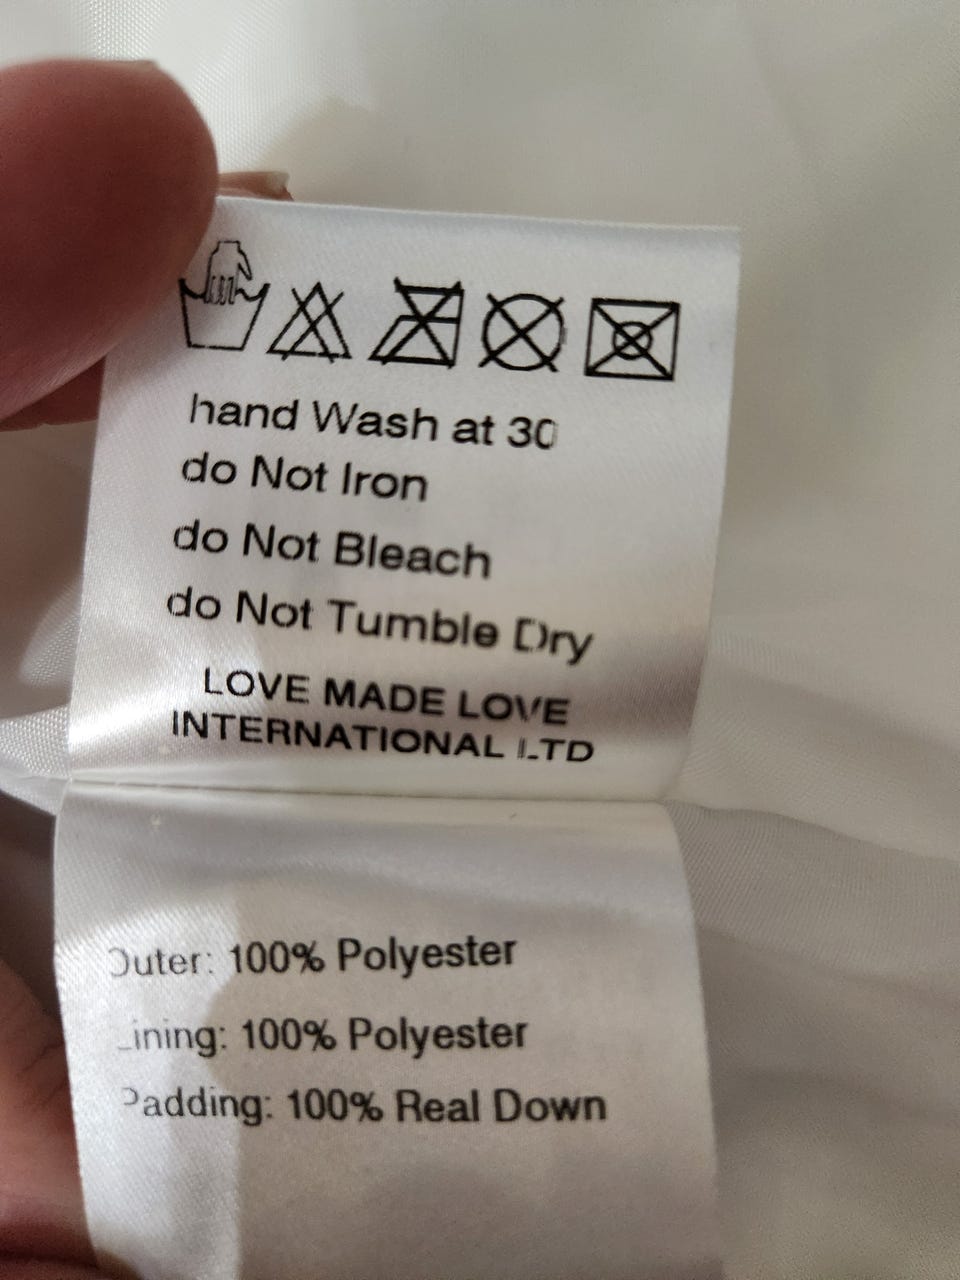 hand Wash at 30
do Not Iron
do Not Bleach
do Not Tumble Dry
LOVE MADE LOVE
INTERNATIONAL LTD
Outer: 100% Polyester
Lining: 100% Polyester
Padding: 100% Real Down